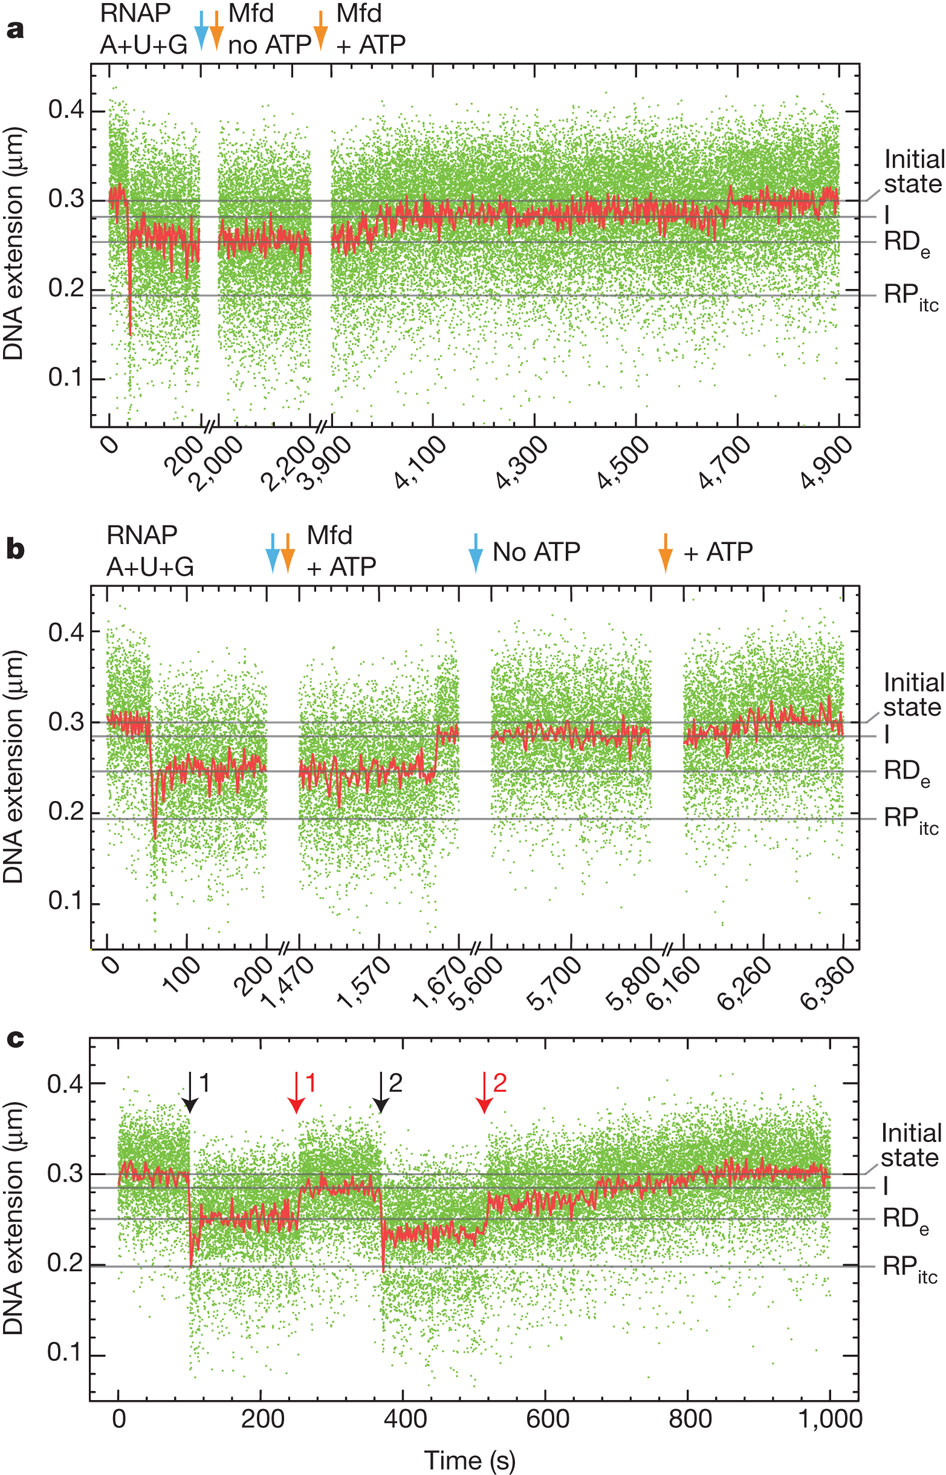 a
RNAP
A+U+G
Mfd
no ATP
Mfd
+ ATP
DNA extension (μm)
0.4
0.3
0.2
0.1
Initial
state
I
RDe
RPitc
0
200
2,000
2,200
3,900
4,100
4,300
4,500
4,700
4,900
b
RNAP
A+U+G
Mfd
+ ATP
No ATP
+ ATP
DNA extension (μm)
0.4
0.3
0.2
0.1
Initial
state
I
RDe
RPitc
0
100
200
1,470
1,570
1,670
5,600
5,700
5,800
6,160
6,260
6,360
c
1
1
2
2
DNA extension (μm)
0.4
0.3
0.2
0.1
Initial
state
I
RDe
RPitc
0
200
400
600
800
1,000
Time (s)